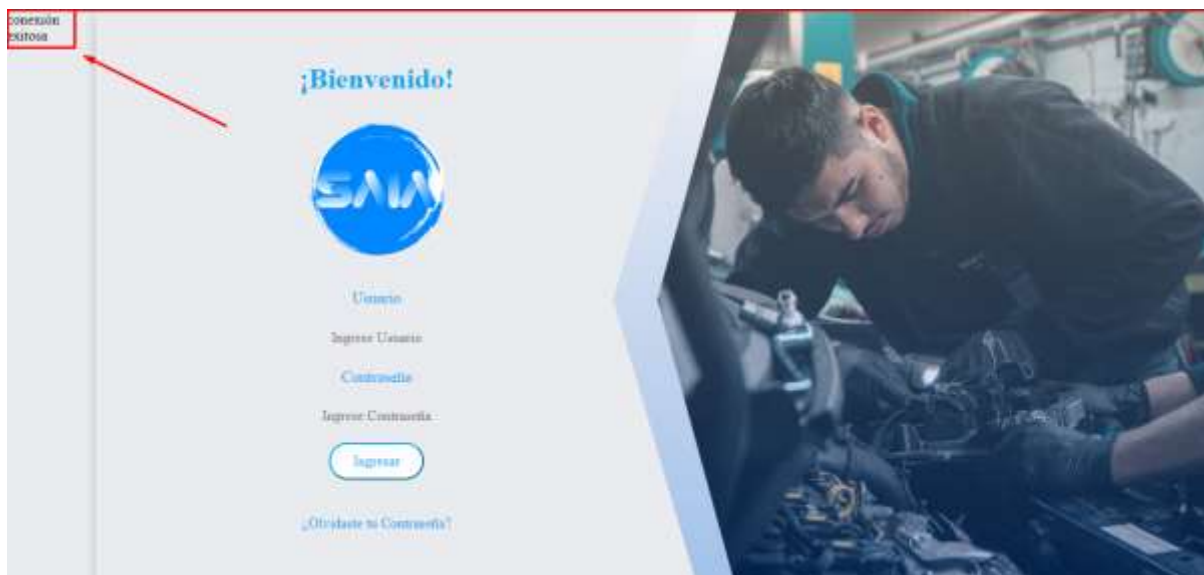 conexión
exitosa
¡Bienvenido!
SAIA
Usuario
Ingrese Usuario
Contraseña
Ingrese Contraseña
Ingresar
¿Olvidaste tu Contraseña?